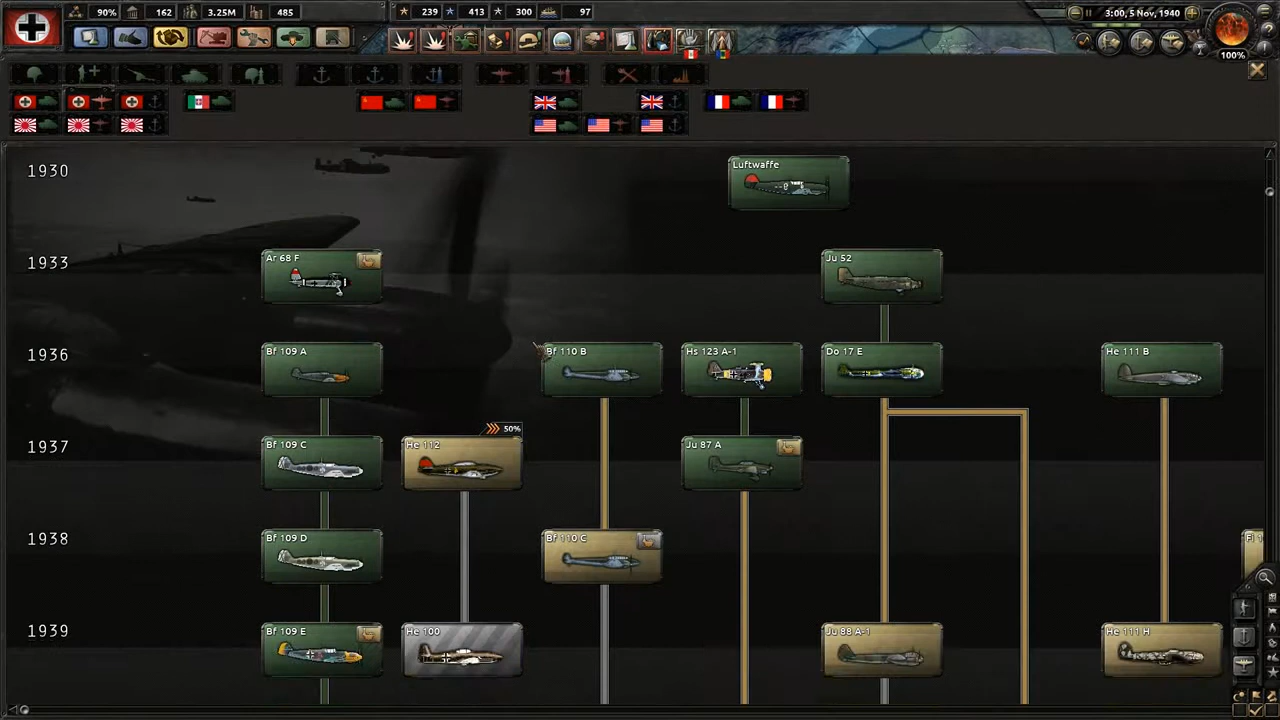 90%
162
3.25M
485
239
413
300
97
3:00, 5 Nov, 1940
100%
1930
Luftwaffe
1933
Ar 68 F
Ju 52
1936
Bf 109 A
Bf 110 B
Hs 123 A-1
Do 17 E
He 111 B
50%
1937
Bf 109 C
He 112
Ju 87 A
1938
Bf 109 D
Bf 110 C
1939
Bf 109 E
He 100
Ju 88 A-1
He 111 H